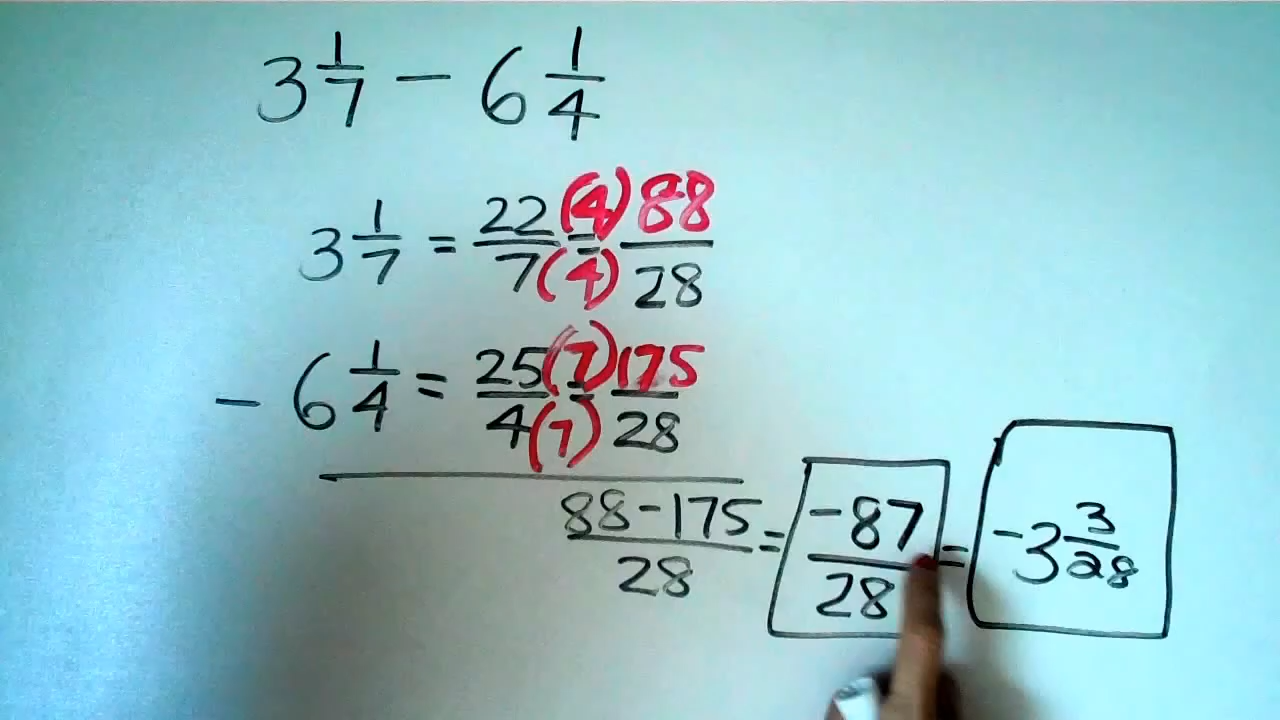 3 1/7 − 6 1/4
3 1/7 = 22(4)/7(4) = 88/28
− 6 1/4 = 25(7)/4(7) = 175/28
88 − 175/28 = −87/28 = −3 3/28